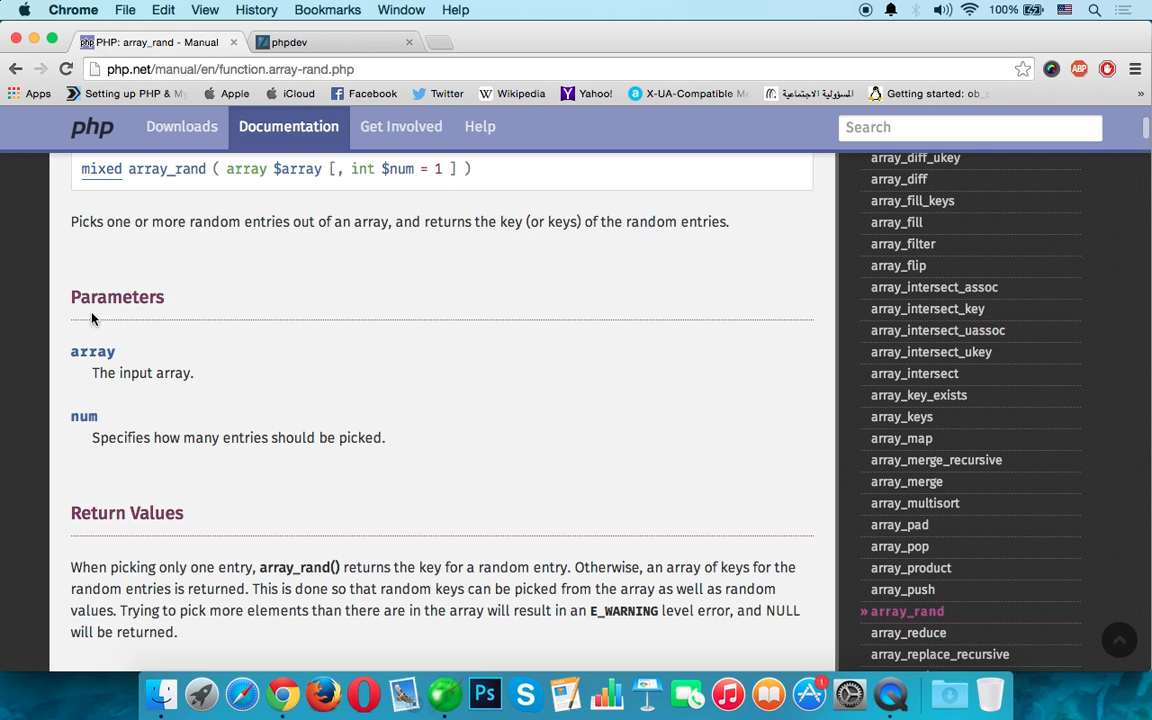 Chrome File Edit View History Bookmarks Window Help 100%
PHP: array_rand - Manual phpdev
php.net/manual/en/function.array-rand.php ABP
Apps Setting up PHP & My Apple iCloud Facebook Twitter Wikipedia Yahoo! X-UA-Compatible Me المسؤولية الاجتماعية Getting started: ob_ »
php Downloads Documentation Get Involved Help Search
mixed array_rand ( array $array [, int $num = 1 ] )
Picks one or more random entries out of an array, and returns the key (or keys) of the random entries.
Parameters
array
The input array.
num
Specifies how many entries should be picked.
Return Values
When picking only one entry, array_rand() returns the key for a random entry. Otherwise, an array of keys for the
random entries is returned. This is done so that random keys can be picked from the array as well as random
values. Trying to pick more elements than there are in the array will result in an E_WARNING level error, and NULL
will be returned.
array_diff_ukey
array_diff
array_fill_keys
array_fill
array_filter
array_flip
array_intersect_assoc
array_intersect_key
array_intersect_uassoc
array_intersect_ukey
array_intersect
array_key_exists
array_keys
array_map
array_merge_recursive
array_merge
array_multisort
array_pad
array_pop
array_product
array_push
» array_rand
array_reduce
array_replace_recursive
Ps
1